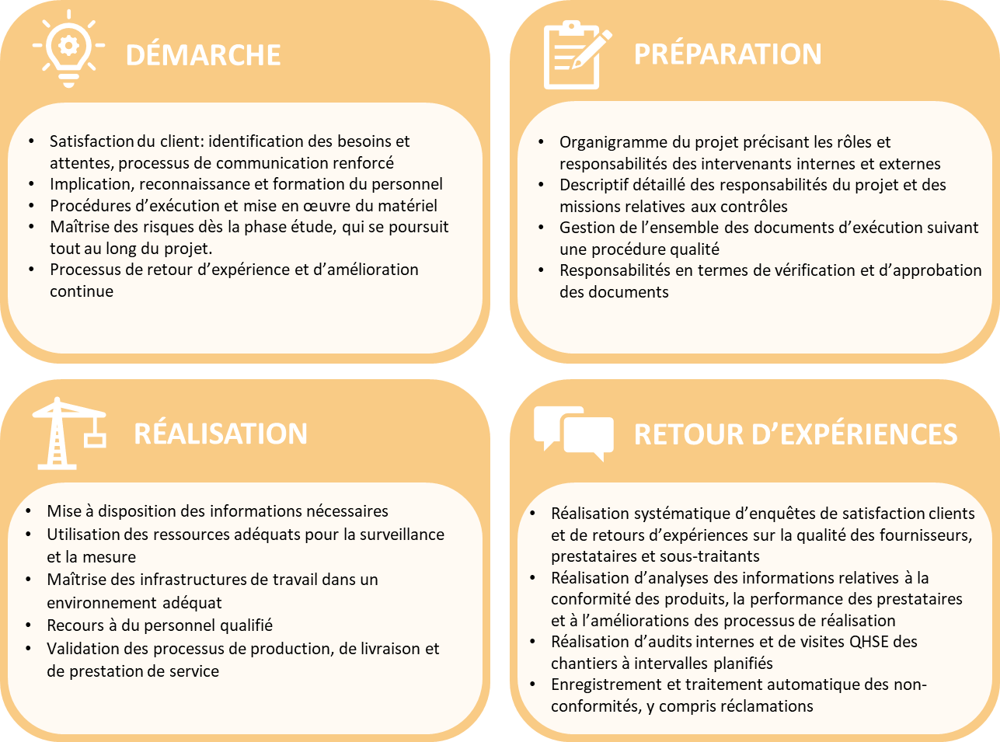 DÉMARCHE
• Satisfaction du client: identification des besoins et
attentes, processus de communication renforcé
• Implication, reconnaissance et formation du personnel
• Procédures d’exécution et mise en œuvre du matériel
• Maîtrise des risques dès la phase étude, qui se poursuit
tout au long du projet.
• Processus de retour d’expérience et d’amélioration
continue
PRÉPARATION
• Organigramme du projet précisant les rôles et
responsabilités des intervenants internes et externes
• Descriptif détaillé des responsabilités du projet et des
missions relatives aux contrôles
• Gestion de l’ensemble des documents d’exécution suivant
une procédure qualité
• Responsabilités en termes de vérification et d’approbation
des documents
RÉALISATION
• Mise à disposition des informations nécessaires
• Utilisation des ressources adéquats pour la surveillance
et la mesure
• Maîtrise des infrastructures de travail dans un
environnement adéquat
• Recours à du personnel qualifié
• Validation des processus de production, de livraison et
de prestation de service
RETOUR D’EXPÉRIENCES
• Réalisation systématique d’enquêtes de satisfaction clients
et de retours d’expériences sur la qualité des fournisseurs,
prestataires et sous-traitants
• Réalisation d’analyses des informations relatives à la
conformité des produits, la performance des prestataires
et à l’améliorations des processus de réalisation
• Réalisation d’audits internes et de visites QHSE des
chantiers à intervalles planifiés
• Enregistrement et traitement automatique des non-
conformités, y compris réclamations